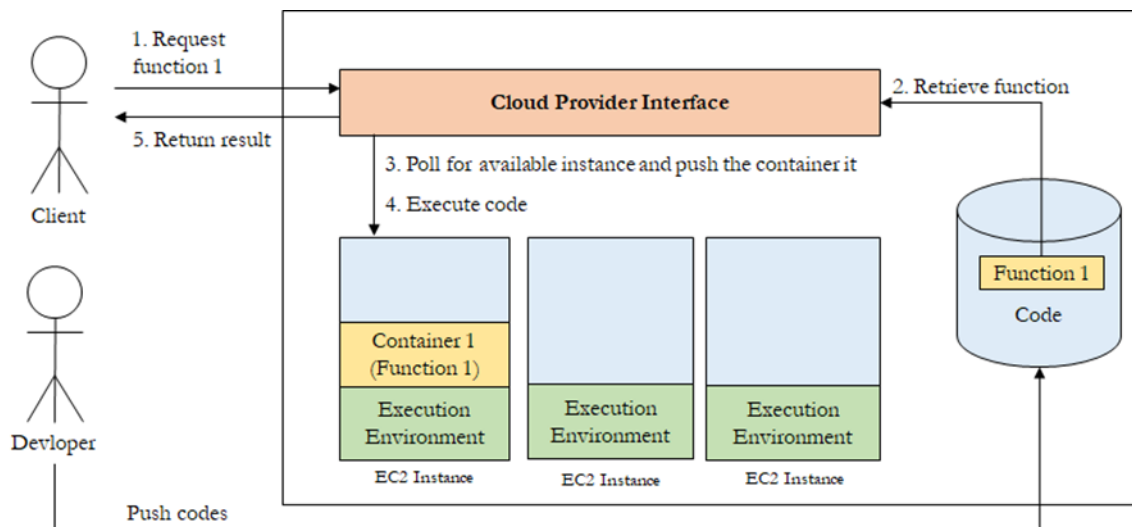 1. Request
function 1
Cloud Provider Interface
2. Retrieve function
5. Return result
3. Poll for available instance and push the container it
4. Execute code
Client
Function 1
Code
Container 1
(Function 1)
Execution
Environment
Execution
Environment
Execution
Environment
Devloper
EC2 Instance
EC2 Instance
EC2 Instance
Push codes